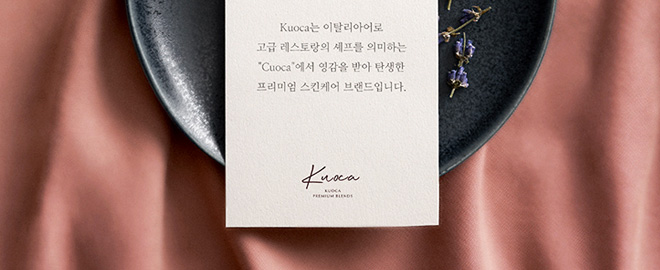 Kuoca는 이탈리아어로
고급 레스토랑의 셰프를 의미하는
"Cuoca"에서 영감을 받아 탄생한
프리미엄 스킨케어 브랜드입니다.
Kuoca
KUOCA
PREMIUM BLENDS